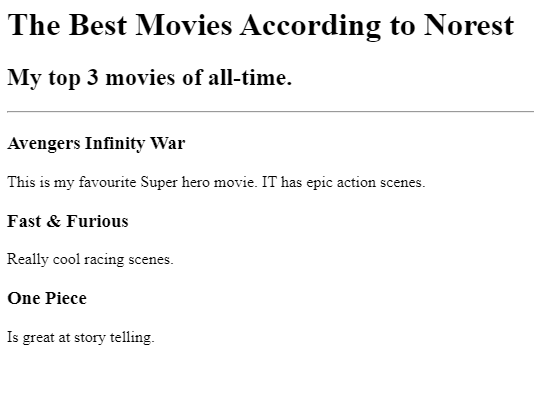 The Best Movies According to Norest
My top 3 movies of all-time.
Avengers Infinity War
This is my favourite Super hero movie. IT has epic action scenes.
Fast & Furious
Really cool racing scenes.
One Piece
Is great at story telling.